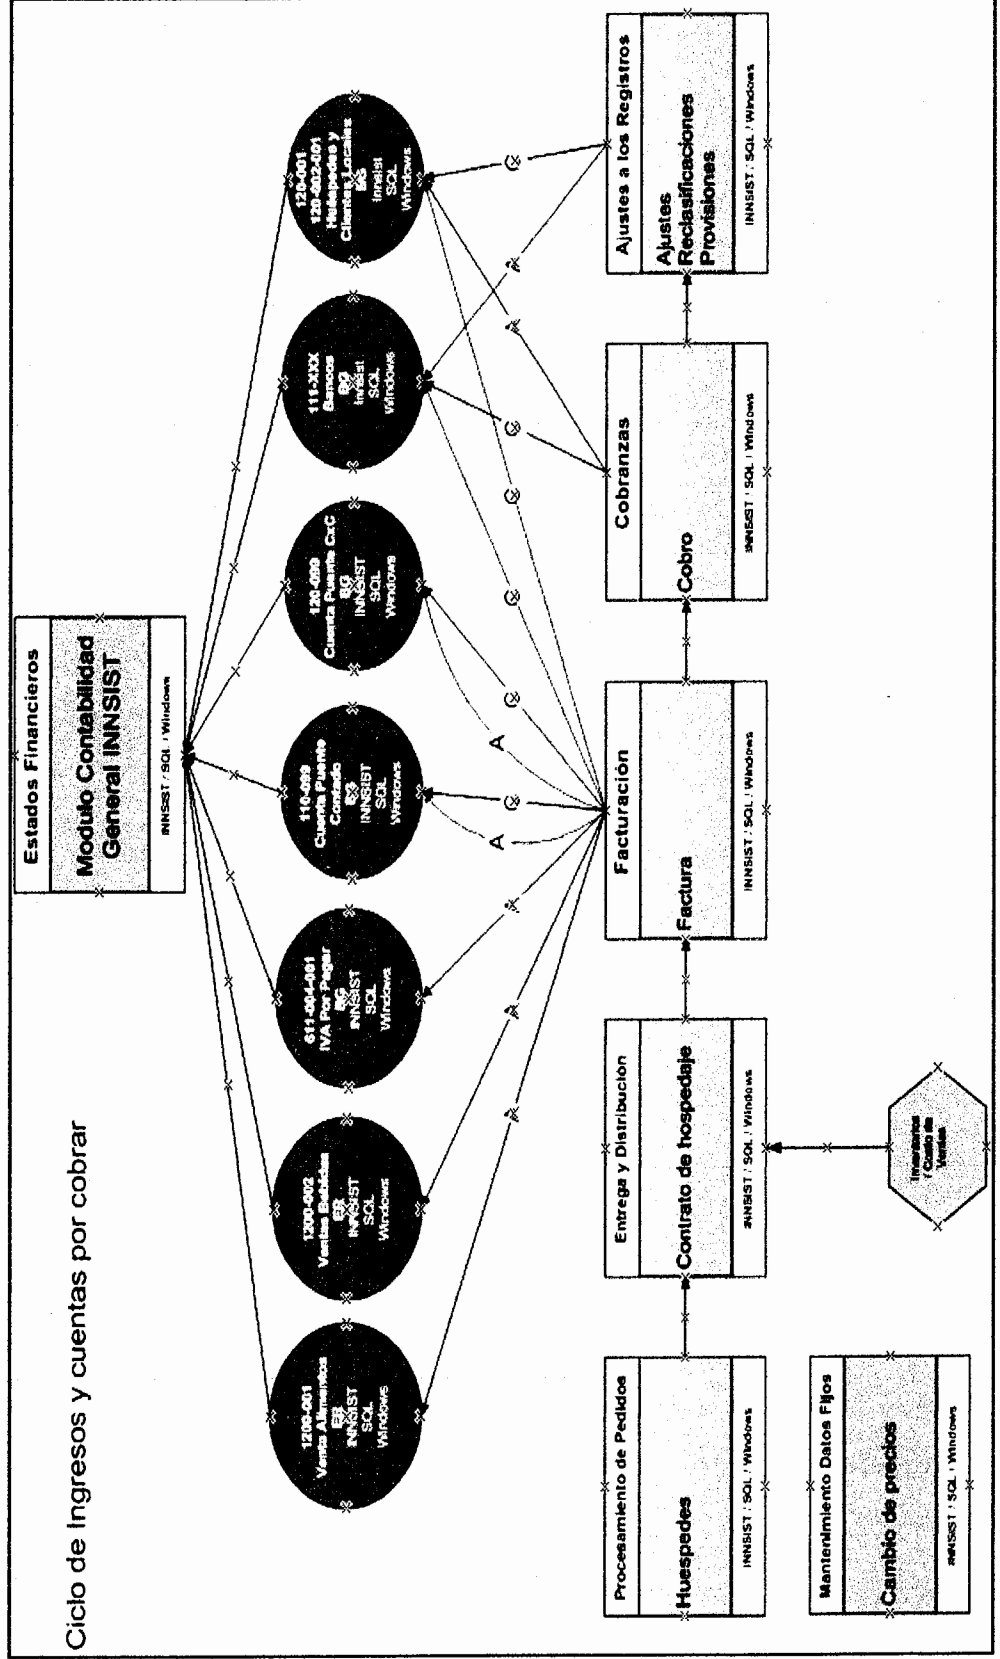 Ciclo de Ingresos y cuentas por cobrar
Estados Financieros
Modulo Contabilidad
General INNSIST
INNSIST / SQL / Windows
1200-001
Ventas Alimentos
ER
INNSIST
SQL
Windows
1200-002
Ventas Bebidas
ER
INNSIST
SQL
Windows
611-004-001
IVA Por Pagar
BG
INNSIST
SQL
Windows
110-099
Cuenta Puente
Contado
BG
INNSIST
SQL
Windows
120-099
Cuenta Puente CxC
BG
INNSIST
SQL
Windows
111-XXX
Bancos
BG
Innsist
SQL
Windows
120-001
120-002-001
Huespedes y
Clientes Locales
BG
Innsist
SQL
Windows
A
A
A
A
C
A
C
C
C
C
A
A
C
Procesamiento de Pedidos
Huespedes
INNSIST / SQL / Windows
Entrega y Distribución
Contrato de hospedaje
INNSIST / SQL / Windows
Facturación
Factura
INNSIST / SQL / Windows
Cobranzas
Cobro
INNSIST / SQL / Windows
Ajustes a los Registros
Ajustes
Reclasificaciones
Provisiones
INNSIST / SQL / Windows
Mantenimiento Datos Fijos
Cambio de precios
INNSIST / SQL / Windows
Inventarios
/ Costo de
Ventas